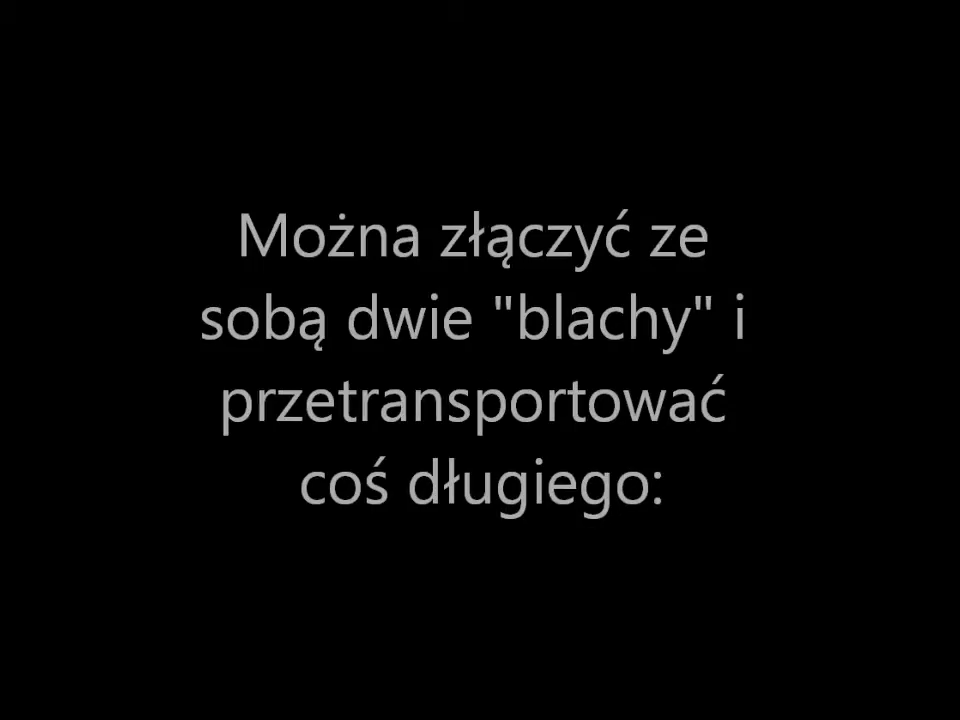 Można złączyć ze
sobą dwie "blachy" i
przetransportować
coś długiego: